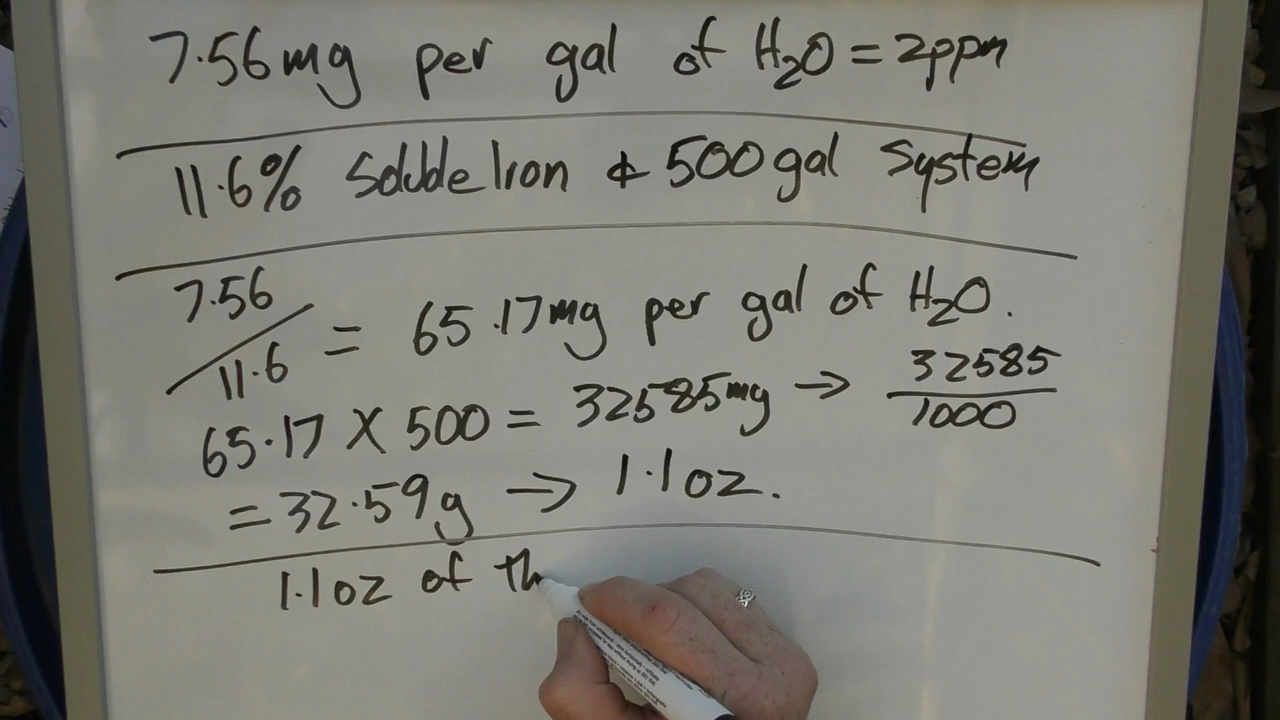 7.56mg per gal of H₂O = 2ppm
11.6% Soluble Iron & 500gal system
7.56 / 11.6 = 65.17mg per gal of H₂O.
65.17 X 500 = 32585mg → 32585 / 1000
= 32.59g → 1.1oz.
1.1oz of th